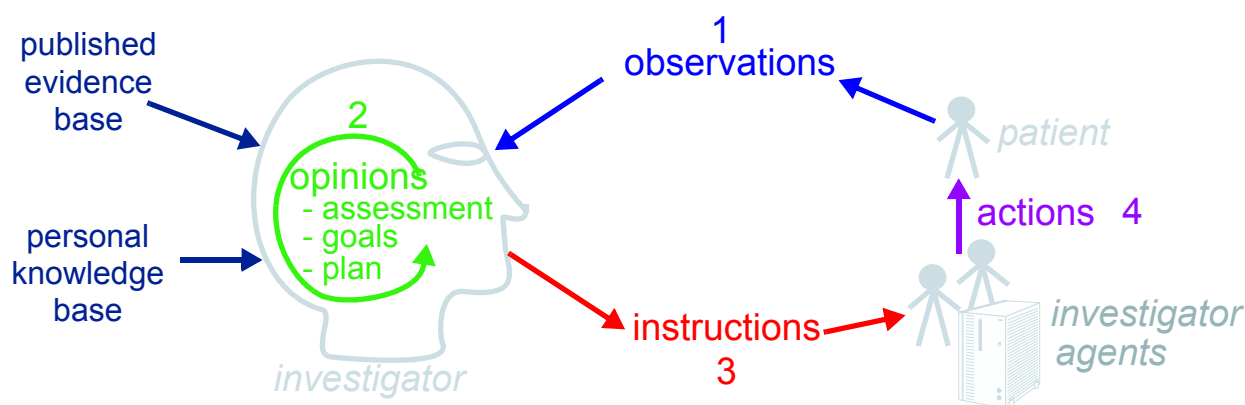 published
evidence
base
personal
knowledge
base
2
opinions
- assessment
- goals
- plan
investigator
1
observations
patient
actions 4
instructions
3
investigator
agents